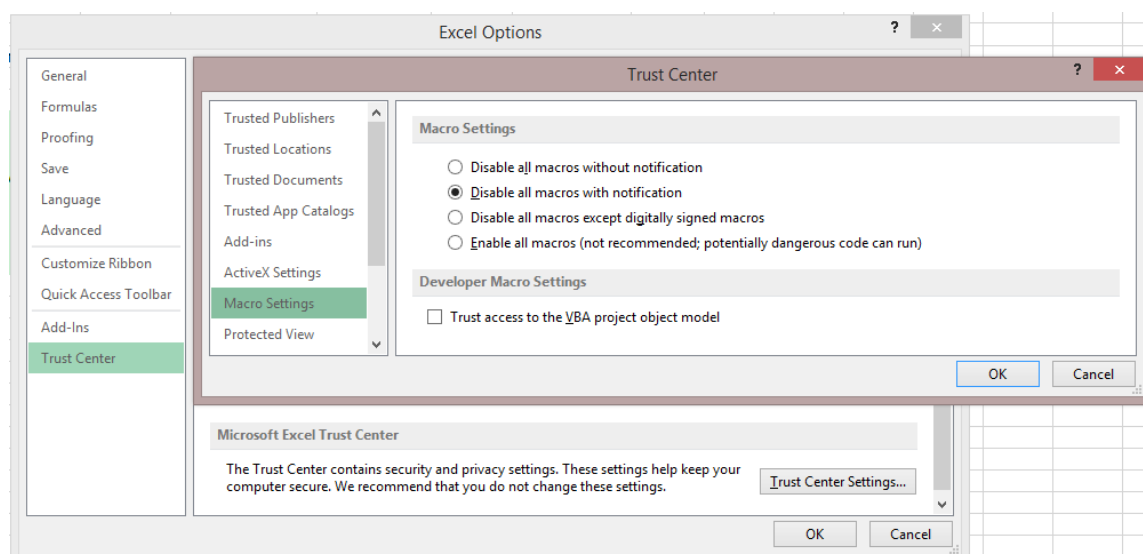 Excel Options
?
General
Formulas
Proofing
Save
Language
Advanced
Customize Ribbon
Quick Access Toolbar
Add-Ins
Trust Center
Trust Center
?
Trusted Publishers
Trusted Locations
Trusted Documents
Trusted App Catalogs
Add-ins
ActiveX Settings
Macro Settings
Protected View
Macro Settings
Disable all macros without notification
Disable all macros with notification
Disable all macros except digitally signed macros
Enable all macros (not recommended; potentially dangerous code can run)
Developer Macro Settings
Trust access to the VBA project object model
OK
Cancel
Microsoft Excel Trust Center
The Trust Center contains security and privacy settings. These settings help keep your
computer secure. We recommend that you do not change these settings.
Trust Center Settings...
OK
Cancel